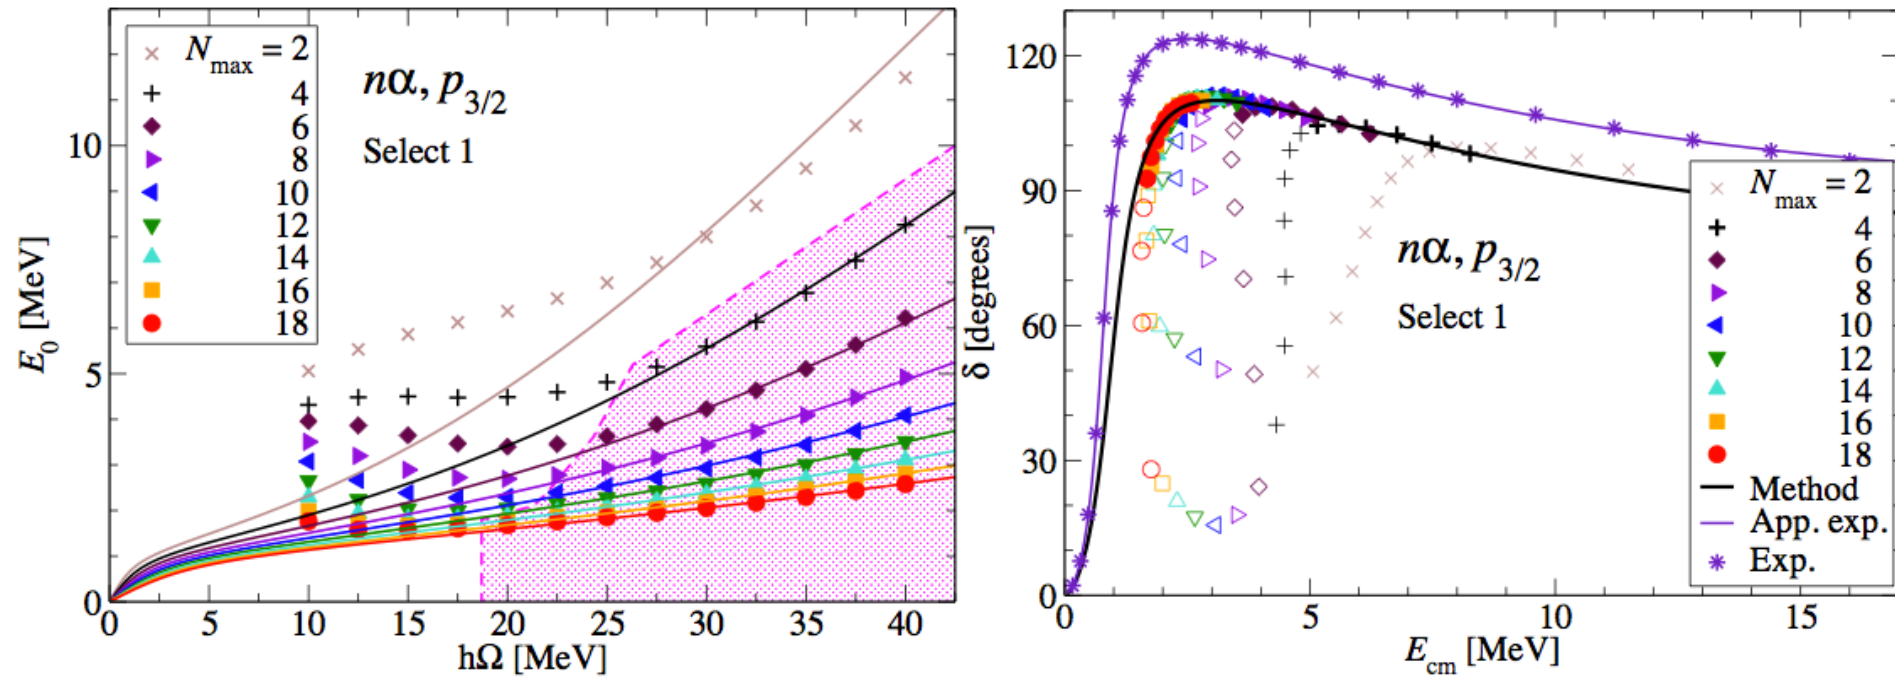 N_max = 2
4
6
8
10
12
14
16
18
nα, p_3/2
Select 1
10
5
0
E_0 [MeV]
0 5 10 15 20 25 30 35 40
hΩ [MeV]
120
90
60
30
0
δ [degrees]
nα, p_3/2
Select 1
N_max = 2
4
6
8
10
12
14
16
18
Method
App. exp.
Exp.
0 5 10 15
E_cm [MeV]